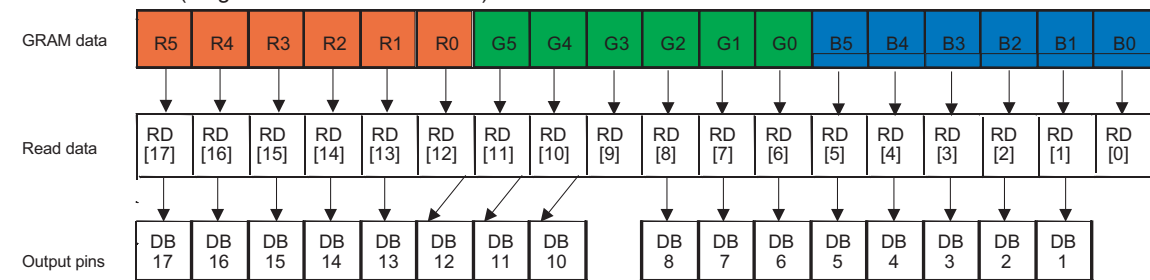 GRAM data R5 R4 R3 R2 R1 R0 G5 G4 G3 G2 G1 G0 B5 B4 B3 B2 B1 B0
Read data RD [17] RD [16] RD [15] RD [14] RD [13] RD [12] RD [11] RD [10] RD [9] RD [8] RD [7] RD [6] RD [5] RD [4] RD [3] RD [2] RD [1] RD [0]
Output pins DB 17 DB 16 DB 15 DB 14 DB 13 DB 12 DB 11 DB 10 DB 8 DB 7 DB 6 DB 5 DB 4 DB 3 DB 2 DB 1